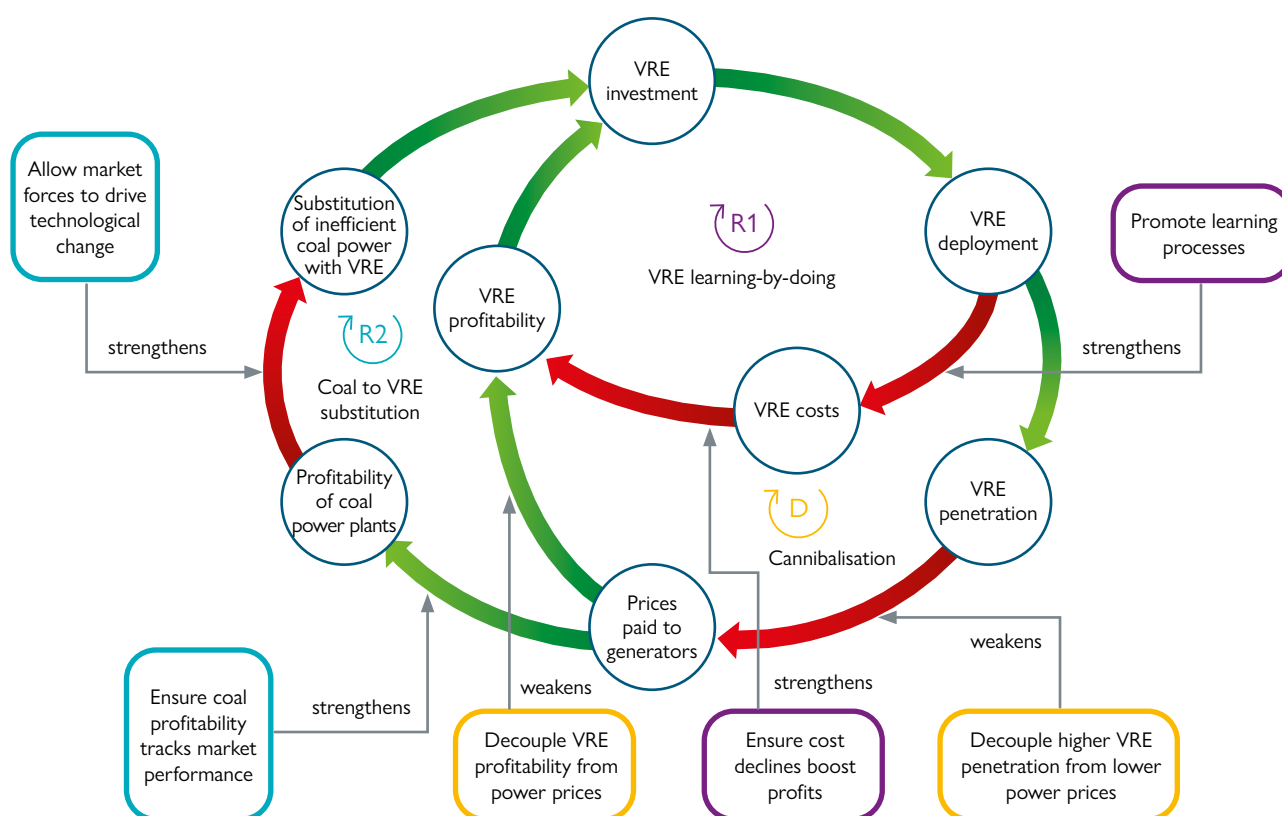 VRE
investment
Allow market
forces to drive
technological
change
Substitution
of inefficient
coal power
with VRE
R1
VRE learning-by-doing
VRE
deployment
Promote learning
processes
VRE
profitability
R2
Coal to VRE
substitution
strengthens
strengthens
VRE costs
Profitability
of coal
power plants
D
Cannibalisation
VRE
penetration
Prices
paid to
generators
weakens
strengthens
weakens
strengthens
Ensure coal
profitability
tracks market
performance
Decouple VRE
profitability from
power prices
Ensure cost
declines boost
profits
Decouple higher VRE
penetration from lower
power prices